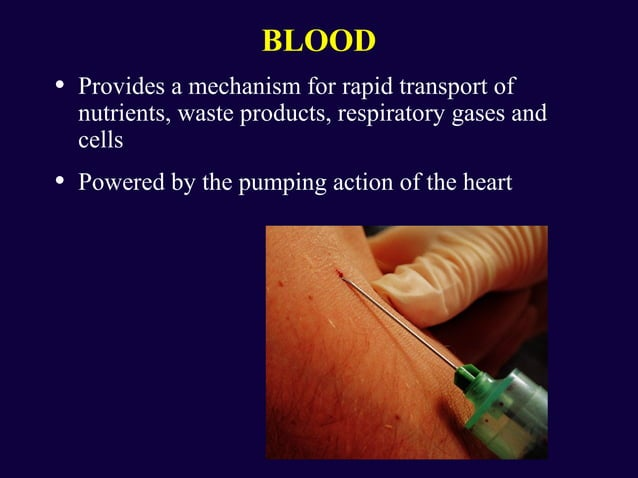 BLOOD
• Provides a mechanism for rapid transport of
nutrients, waste products, respiratory gases and
cells
• Powered by the pumping action of the heart